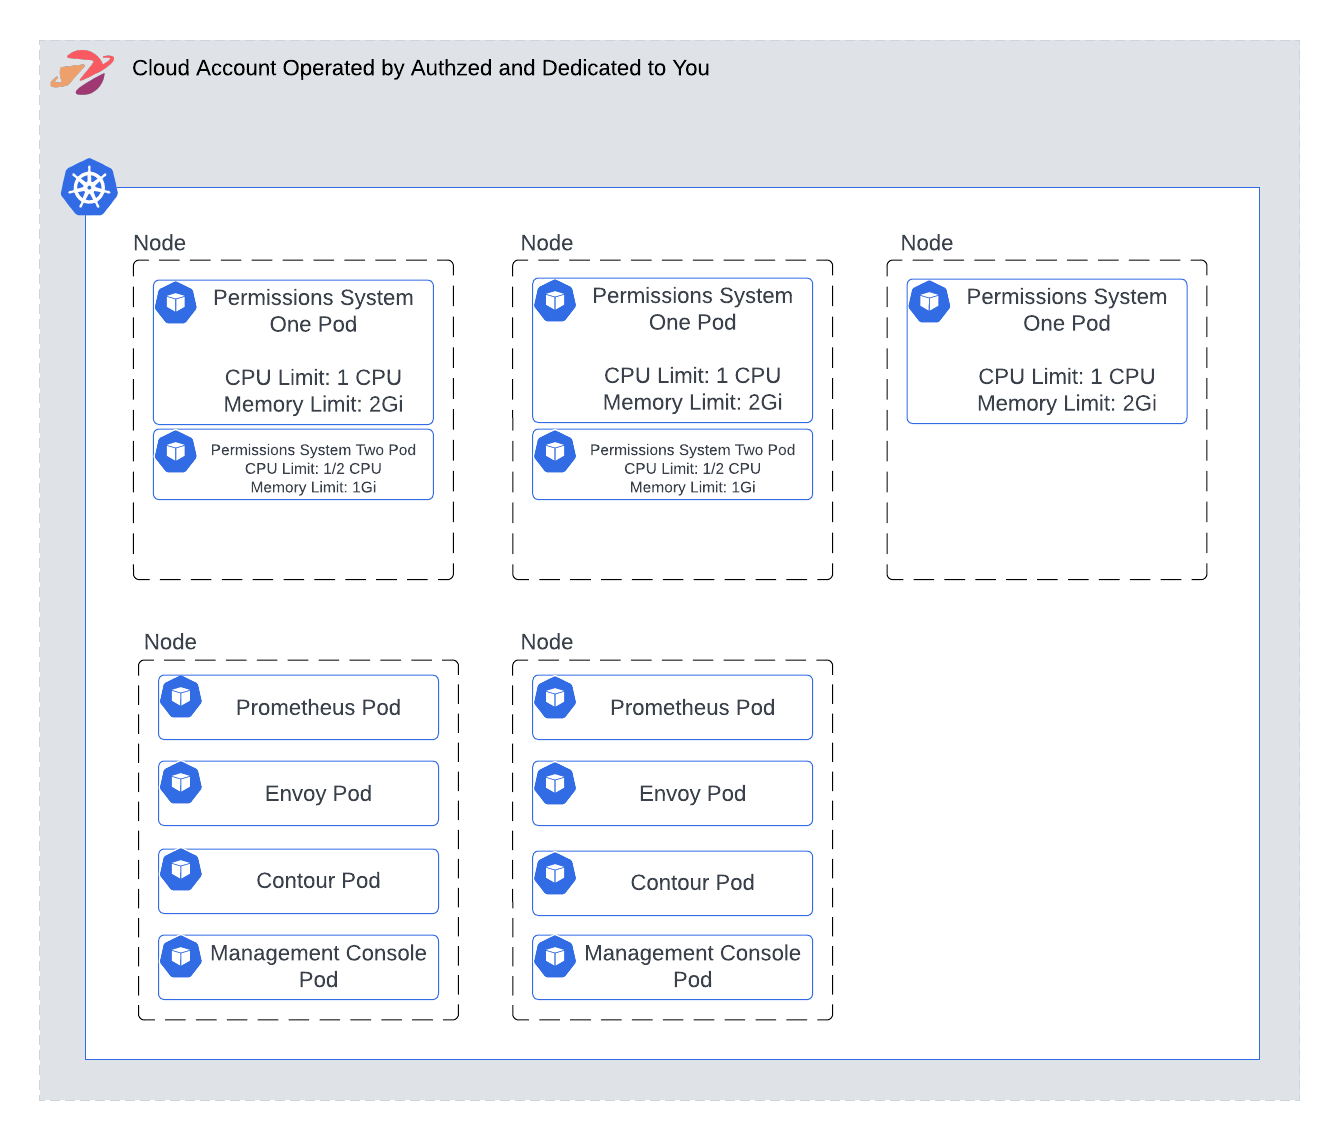 Cloud Account Operated by Authzed and Dedicated to You
Node
Permissions System
One Pod
CPU Limit: 1 CPU
Memory Limit: 2Gi
Permissions System Two Pod
CPU Limit: 1/2 CPU
Memory Limit: 1Gi
Node
Permissions System
One Pod
CPU Limit: 1 CPU
Memory Limit: 2Gi
Permissions System Two Pod
CPU Limit: 1/2 CPU
Memory Limit: 1Gi
Node
Permissions System
One Pod
CPU Limit: 1 CPU
Memory Limit: 2Gi
Node
Prometheus Pod
Envoy Pod
Contour Pod
Management Console
Pod
Node
Prometheus Pod
Envoy Pod
Contour Pod
Management Console
Pod